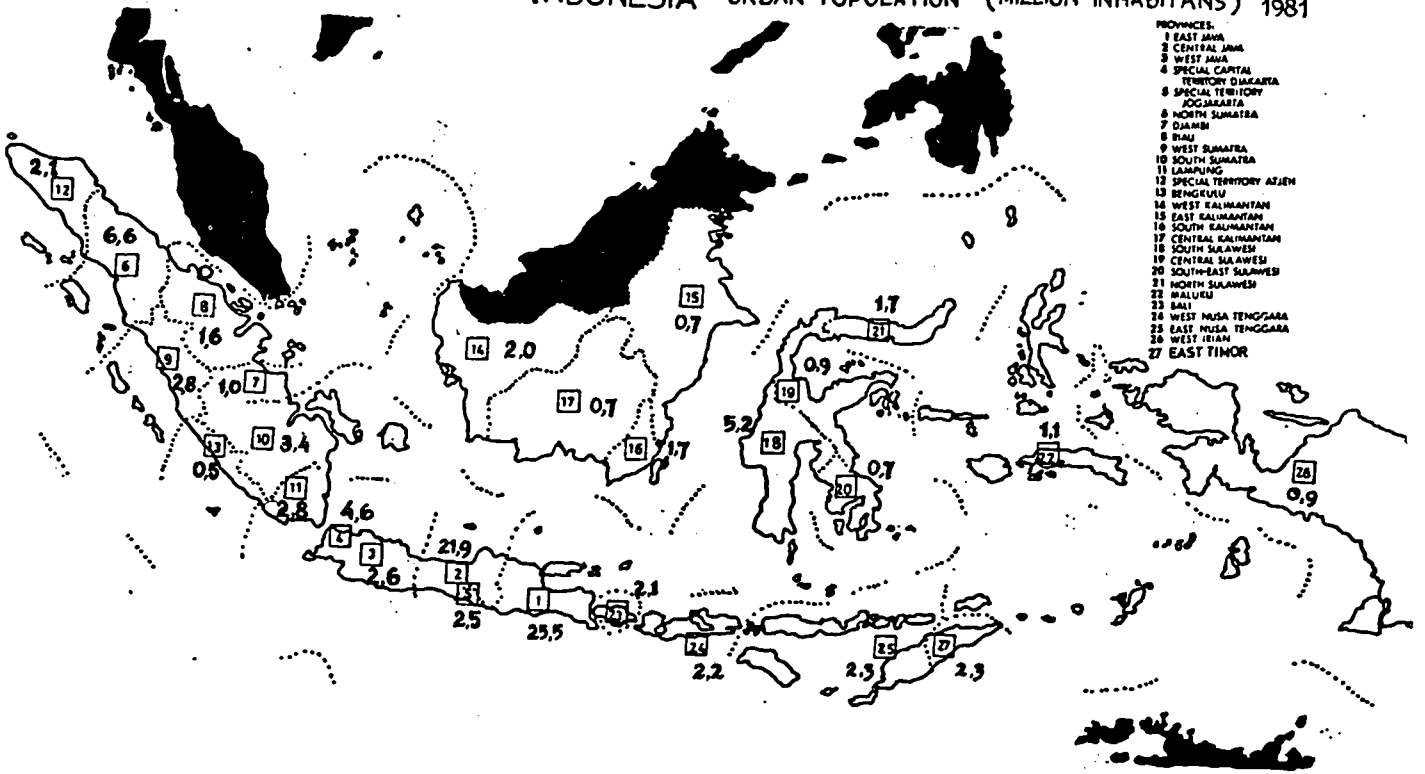 INDONESIA URBAN POPULATION (MILLION INHABITANS) 1981
PROVINCES:
1 EAST JAVA
2 CENTRAL JAVA
3 WEST JAVA
4 SPECIAL CAPITAL
TERRITORY DJAKARTA
5 SPECIAL TERRITORY
JOGJAKARTA
6 NORTH SUMATRA
7 DJAMBI
8 RIAU
9 WEST SUMATRA
10 SOUTH SUMATRA
11 LAMPUNG
12 SPECIAL TERRITORY ATJEH
13 BENGKULU
14 WEST KALIMANTAN
15 EAST KALIMANTAN
16 SOUTH KALIMANTAN
17 CENTRAL KALIMANTAN
18 SOUTH SULAWESI
19 CENTRAL SULAWESI
20 SOUTH-EAST SULAWESI
21 NORTH SULAWESI
22 MALUKU
23 BALI
24 WEST NUSA TENGGARA
25 EAST NUSA TENGGARA
26 WEST IRIAN
27 EAST TIMOR
2,1
12
6,6
6
8
1,6
9
2,8
7
1,0
10
3,4
13
0,5
11
2,8
14
2,0
15
0,7
17
0,7
16
1,7
1,7
21
0,9
19
5,2
18
20
0,7
1,1
22
26
0,9
4,6
4
3
2,6
21,9
2
5
2,5
1
25,5
2,1
23
24
2,2
25
2,3
27
2,3